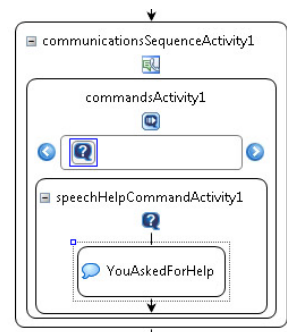 communicationsSequenceActivity1
commandsActivity1
speechHelpCommandActivity1
YouAskedForHelp